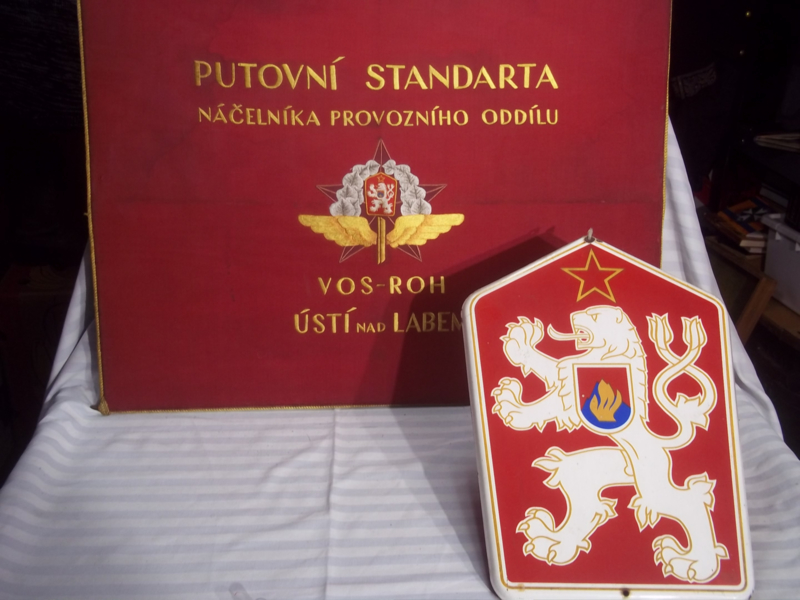 PUTOVNÍ STANDARTA
NÁČELNÍKA PROVOZNÍHO ODDÍLU
VOS-ROH
ÚSTÍ NAD LABEM